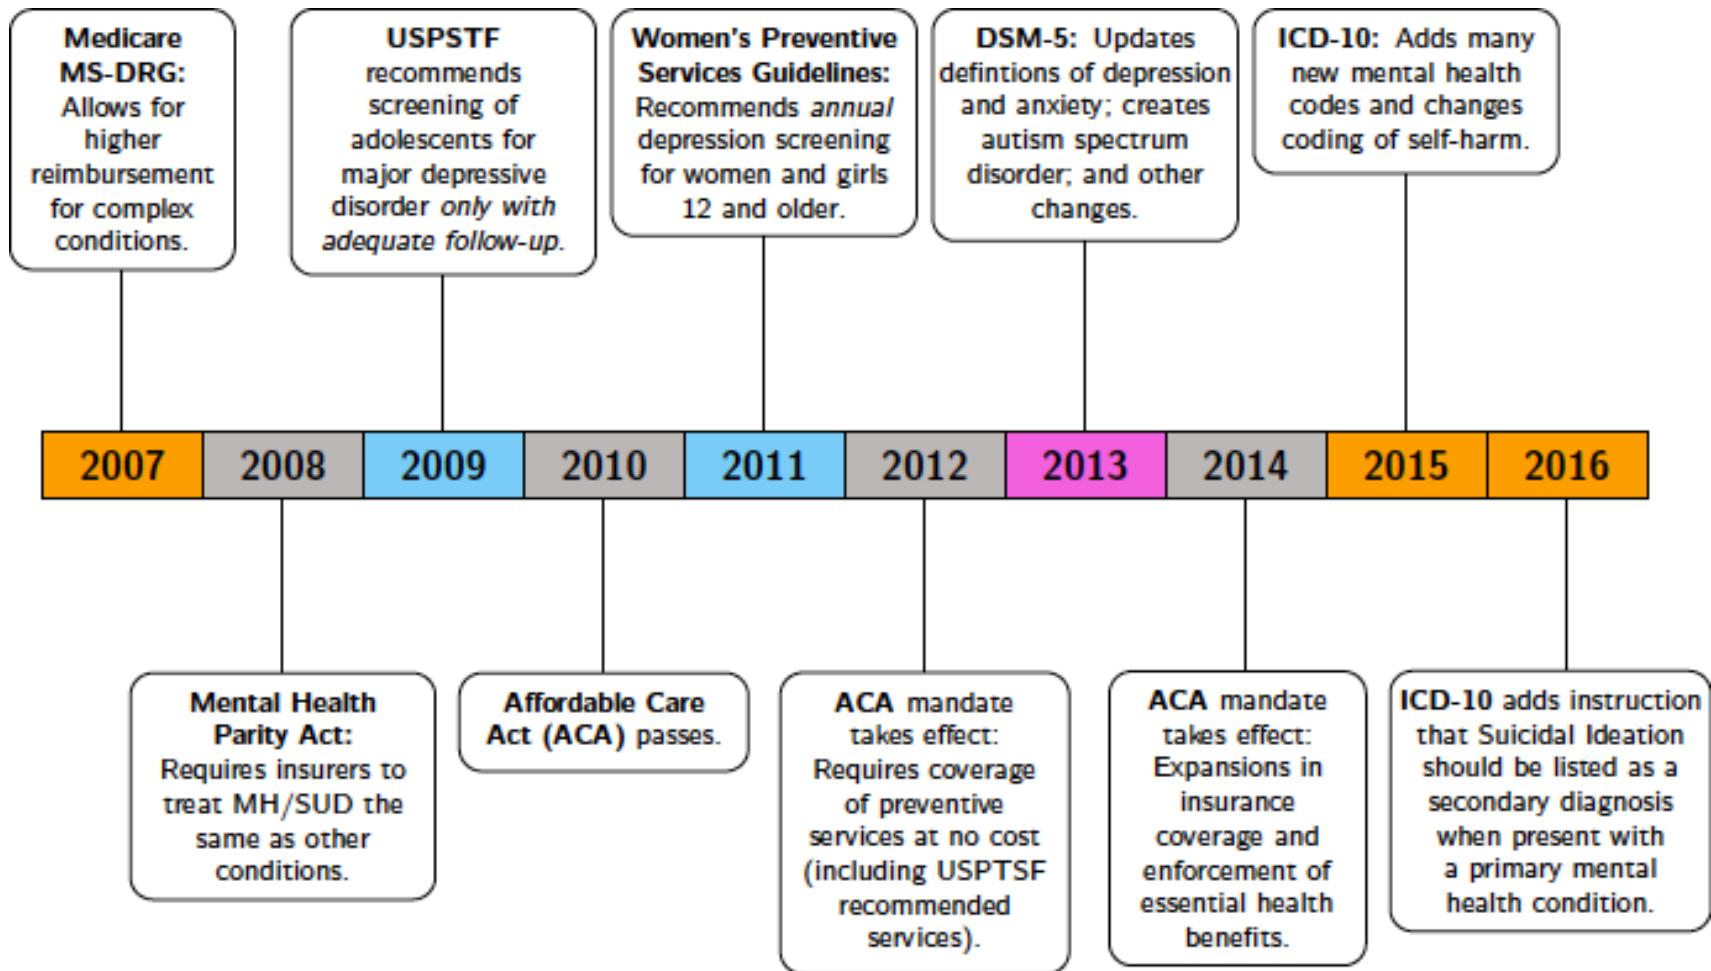 Medicare
MS-DRG:
Allows for
higher
reimbursement
for complex
conditions.
USPSTF
recommends
screening of
adolescents for
major depressive
disorder only with
adequate follow-up.
Women's Preventive
Services Guidelines:
Recommends annual
depression screening
for women and girls
12 and older.
DSM-5: Updates
defintions of depression
and anxiety; creates
autism spectrum
disorder; and other
changes.
ICD-10: Adds many
new mental health
codes and changes
coding of self-harm.
2007 2008 2009 2010 2011 2012 2013 2014 2015 2016
Mental Health
Parity Act:
Requires insurers to
treat MH/SUD the
same as other
conditions.
Affordable Care
Act (ACA) passes.
ACA mandate
takes effect:
Requires coverage
of preventive
services at no cost
(including USPTSF
recommended
services).
ACA mandate
takes effect:
Expansions in
insurance
coverage and
enforcement of
essential health
benefits.
ICD-10 adds instruction
that Suicidal Ideation
should be listed as a
secondary diagnosis
when present with
a primary mental
health condition.